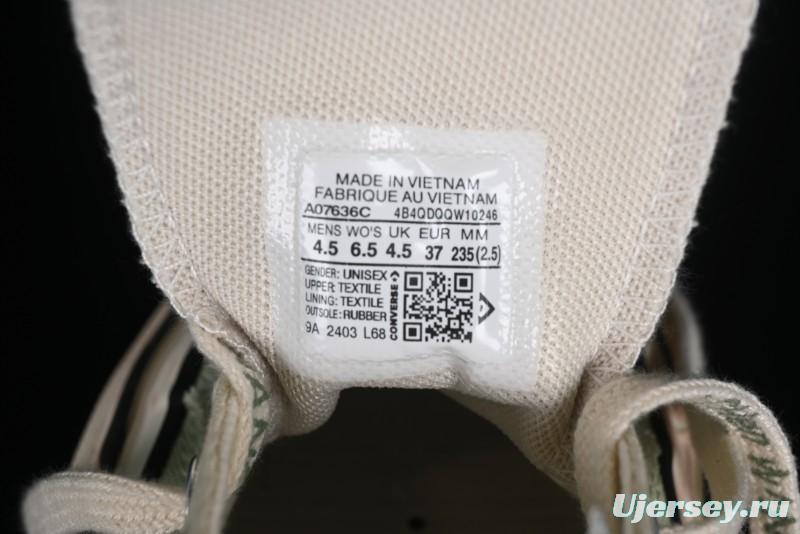 MADE IN VIETNAM
FABRIQUE AU VIETNAM
A07636C 4B4QDQQW10246
MENS WO'S UK EUR MM
4.5 6.5 4.5 37 235(2.5)
GENDER: UNISEX
UPPER: TEXTILE
LINING: TEXTILE
OUTSOLE: RUBBER
CONVERSE
9A 2403 L68
Ujersey.ru